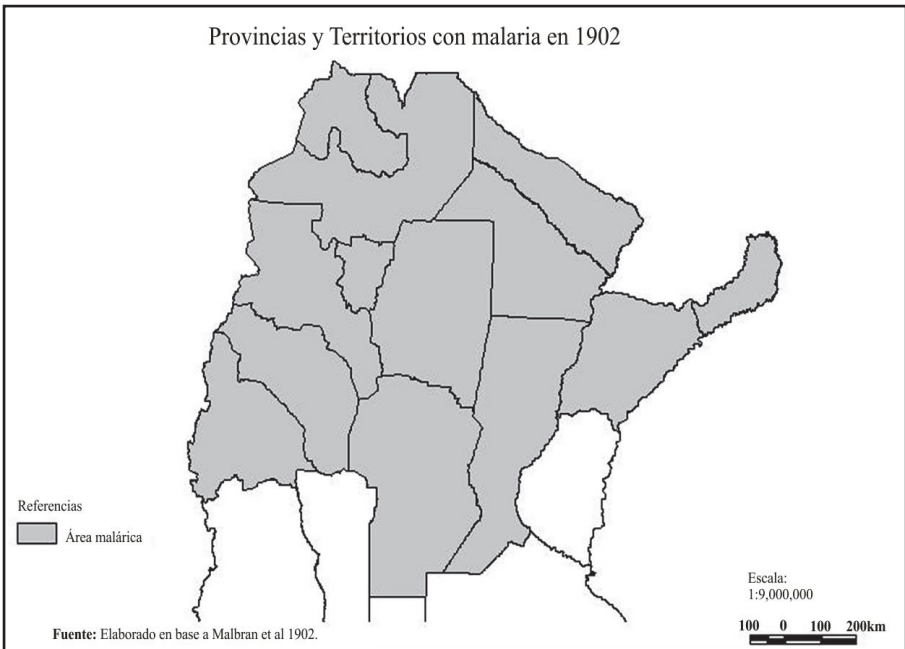 Provincias y Territorios con malaria en 1902
Referencias
Área malárica
Escala:
1:9,000,000
100 0 100 200km
Fuente: Elaborado en base a Malbran et al 1902.